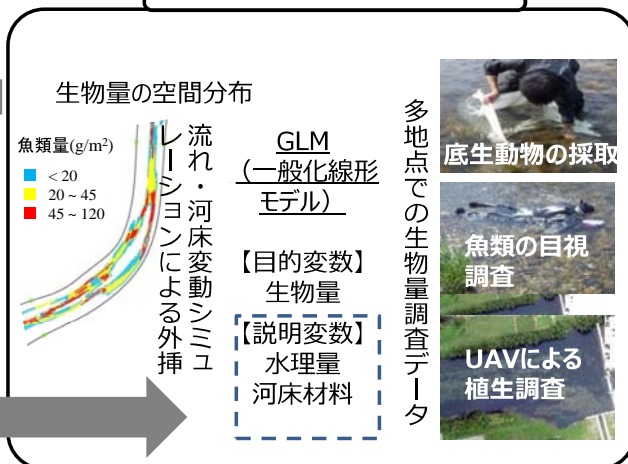 生物量の空間分布
魚類量(g/m²)
< 20
20 ~ 45
45 ~ 120
流れ・河床変動シミュ
レーションによる外挿
GLM
（一般化線形
モデル）
【目的変数】
生物量
【説明変数】
水理量
河床材料
多地点での生物量調査データ
底生動物の採取
魚類の目視
調査
UAVによる
植生調査